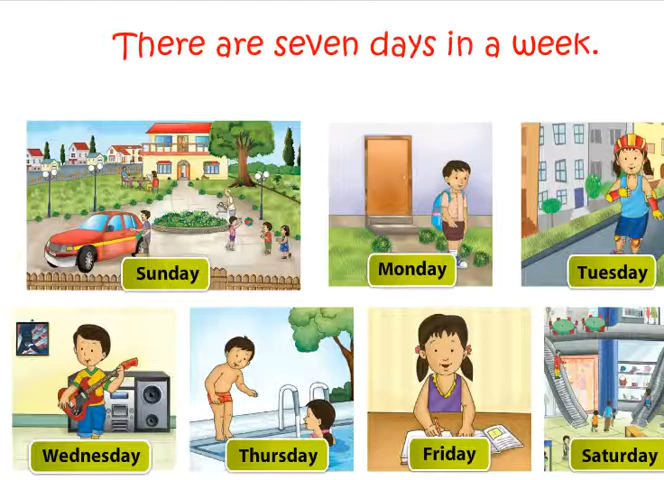 There are seven days in a week.
Sunday
Monday
Tuesday
Wednesday
Thursday
Friday
Saturday